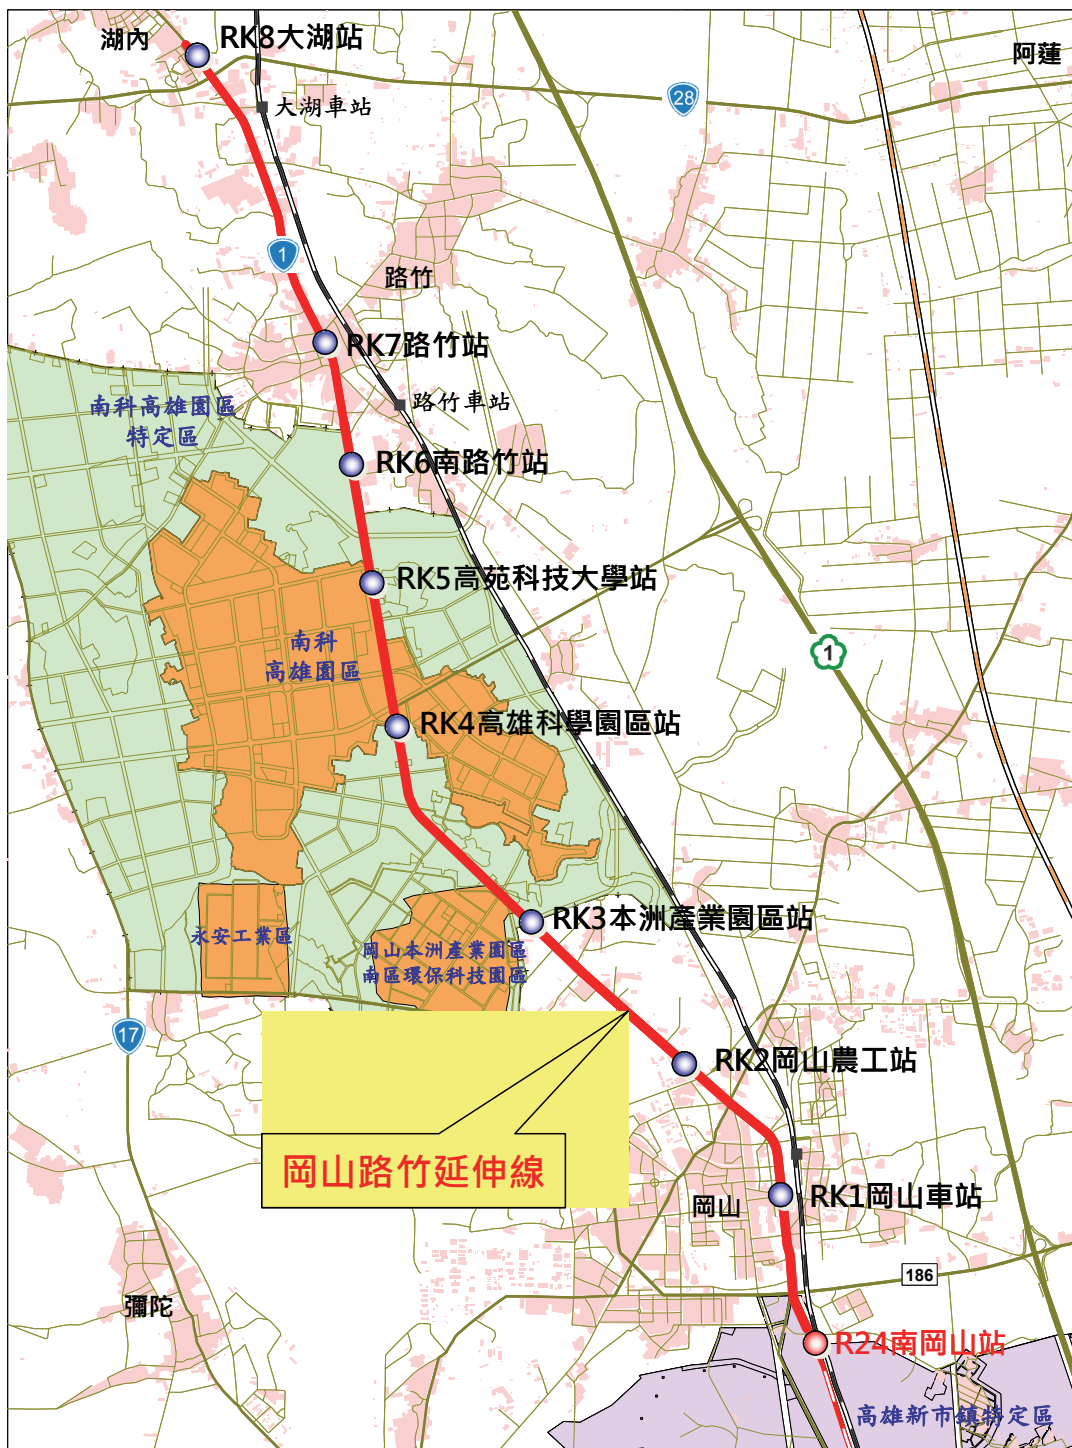 湖內
RK8大湖站
阿蓮
28
大湖車站
1
路竹
RK7路竹站
路竹車站
南科高雄園區
特定區
RK6南路竹站
RK5高苑科技大學站
南科
高雄園區
1
RK4高雄科學園區站
RK3本洲產業園區站
永安工業區
岡山本洲產業園區
南區環保科技園區
17
RK2岡山農工站
岡山路竹延伸線
RK1岡山車站
岡山
186
彌陀
R24南岡山站
高雄新市鎮特定區